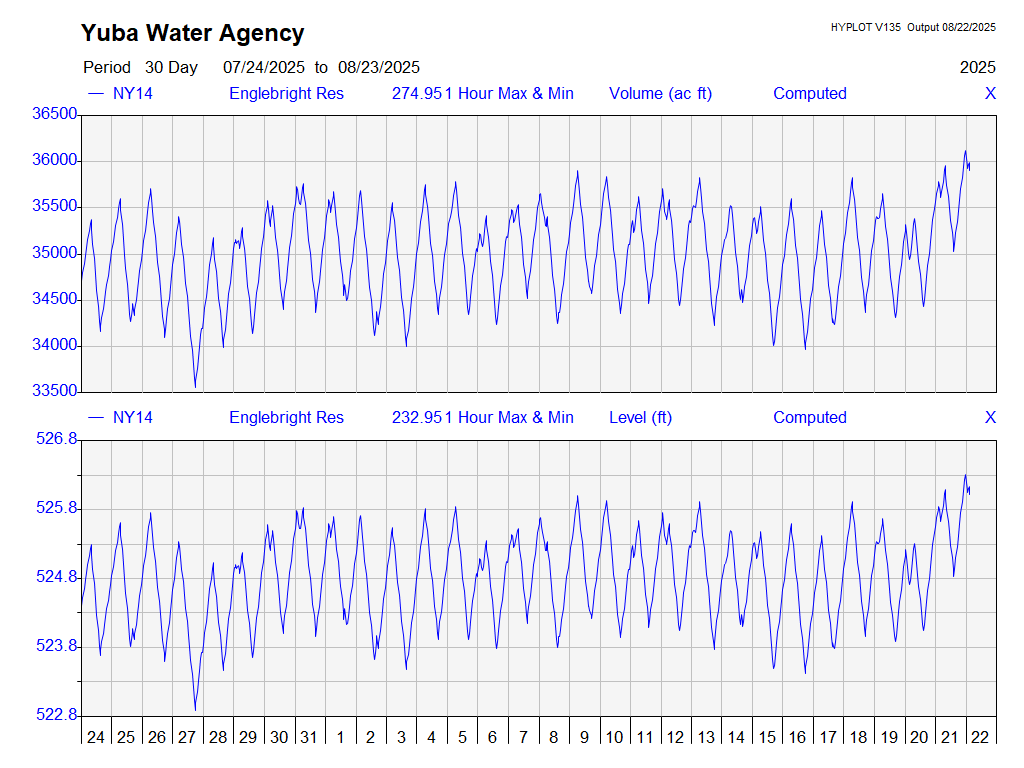 Yuba Water Agency
HYPLOT V135 Output 08/22/2025
Period 30 Day 07/24/2025 to 08/23/2025 2025
NY14 Englebright Res 274.951 Hour Max & Min Volume (ac ft) Computed X
36500
36000
35500
35000
34500
34000
33500
NY14 Englebright Res 232.951 Hour Max & Min Level (ft) Computed X
526.8
525.8
524.8
523.8
522.8
24 25 26 27 28 29 30 31 1 2 3 4 5 6 7 8 9 10 11 12 13 14 15 16 17 18 19 20 21 22